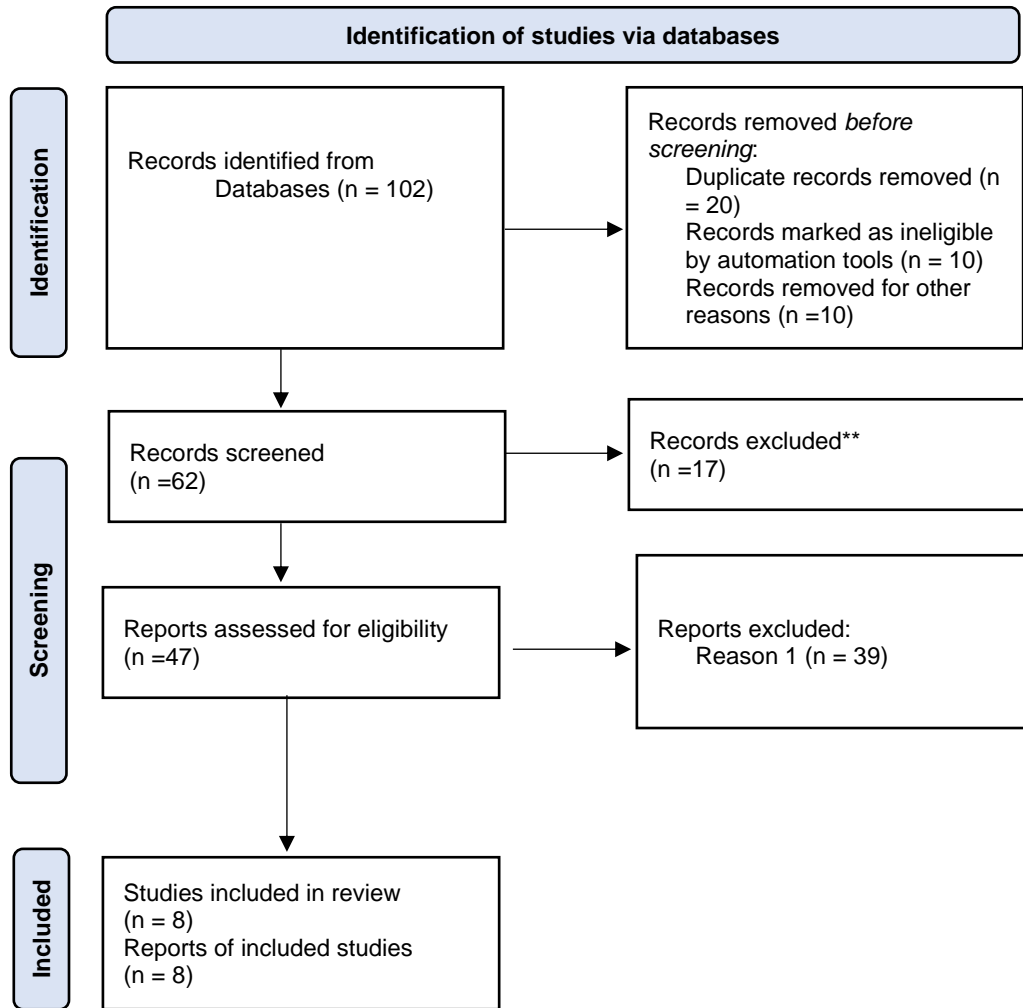 Identification of studies via databases
Identification
Records identified from
Databases (n = 102)
Records removed before
screening:
Duplicate records removed (n
= 20)
Records marked as ineligible
by automation tools (n = 10)
Records removed for other
reasons (n =10)
Screening
Records screened
(n =62)
Records excluded**
(n =17)
Reports assessed for eligibility
(n =47)
Reports excluded:
Reason 1 (n = 39)
Included
Studies included in review
(n = 8)
Reports of included studies
(n = 8)